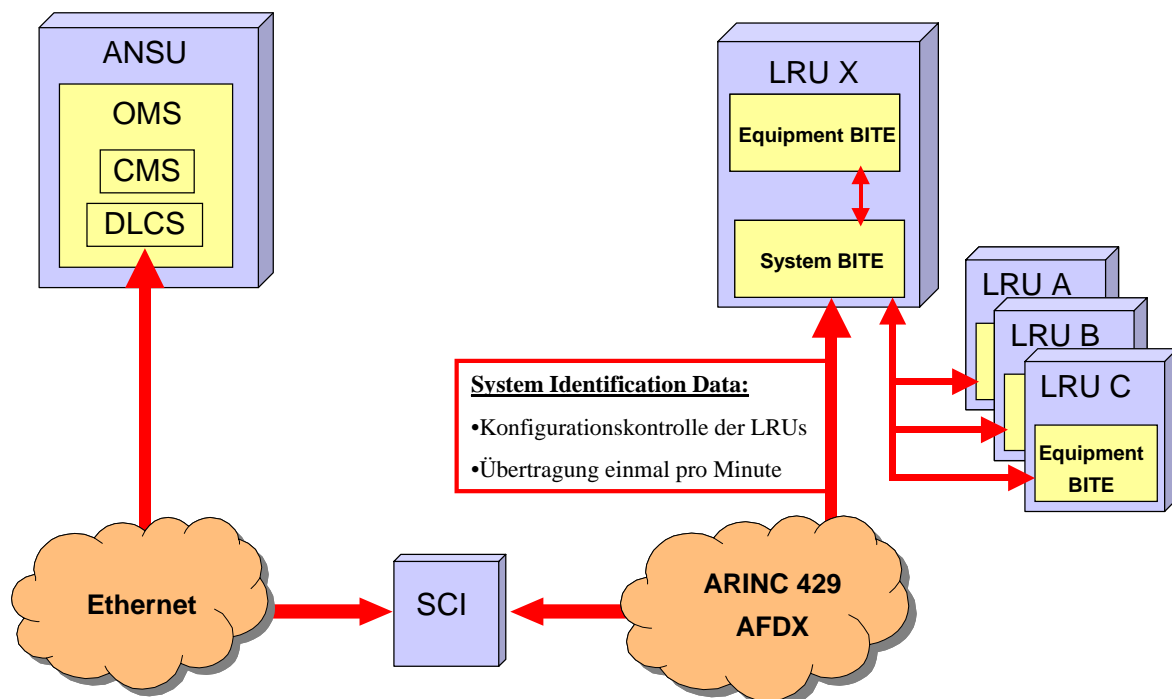 ANSU
OMS
CMS
DLCS
LRU X
Equipment BITE
System BITE
LRU A
LRU B
LRU C
Equipment
BITE
System Identification Data:
•Konfigurationskontrolle der LRUs
•Übertragung einmal pro Minute
Ethernet
SCI
ARINC 429
AFDX